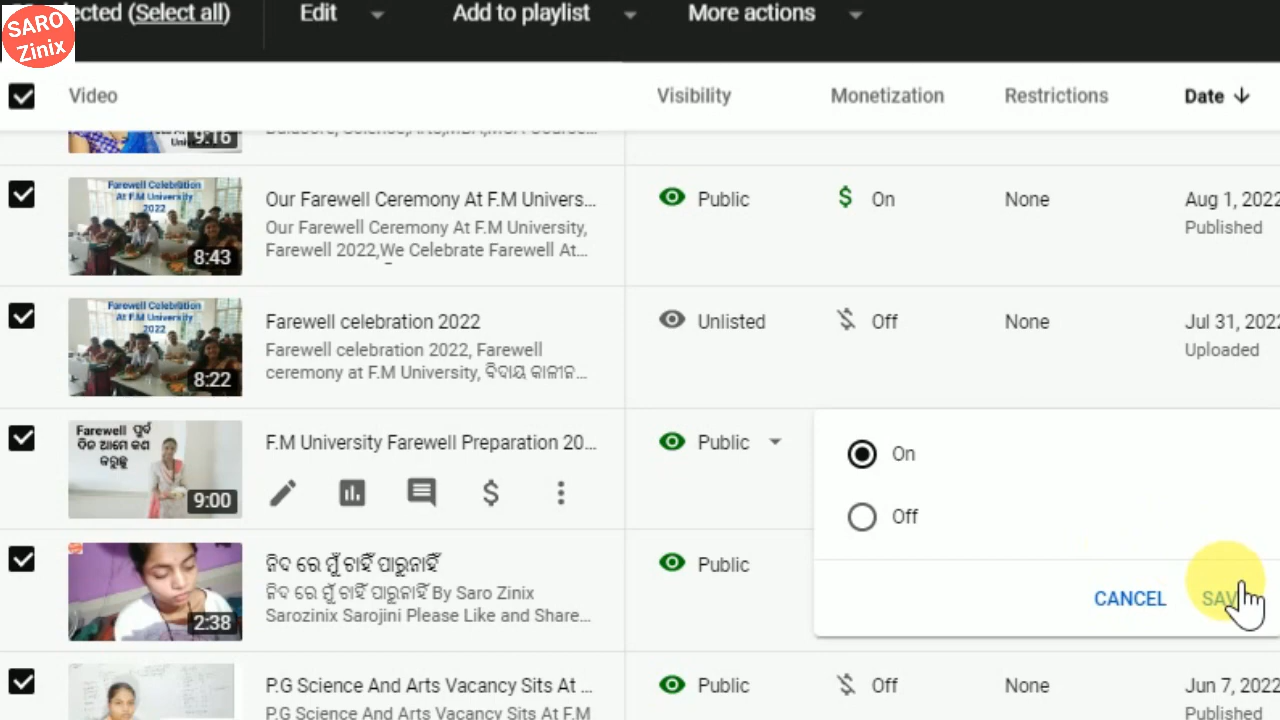 SARO
Zinix
cted (Select all)
Edit
Add to playlist
More actions
Video
Visibility
Monetization
Restrictions
Date
9:16
Farewell Celebration
At F.M University
2022
8:43
Our Farewell Ceremony At F.M Univers...
Our Farewell Ceremony At F.M University,
Farewell 2022,We Celebrate Farewell At...
Public
On
None
Aug 1, 2022
Published
Farewell Celebration
At F.M University
2022
8:22
Farewell celebration 2022
Farewell celebration 2022, Farewell
ceremony at F.M University, ବିଦାୟ କାଳୀନ...
Unlisted
Off
None
Jul 31, 2022
Uploaded
Farewell ପୂର୍ବ
ଦିନ ଆମେ କଣ
କରୁଛୁ
9:00
F.M University Farewell Preparation 20...
Public
On
Off
CANCEL
SAV
2:38
ନିଦ ରେ ମୁଁ ଚାହିଁ ପାରୁନାହିଁ
ନିଦ ରେ ମୁଁ ଚାହିଁ ପାରୁନାହିଁ By Saro Zinix
Sarozinix Sarojini Please Like and Share...
Public
P.G Science And Arts Vacancy Sits At ...
P.G Science And Arts Vacancy Sits At F.M
Public
Off
None
Jun 7, 2022
Published